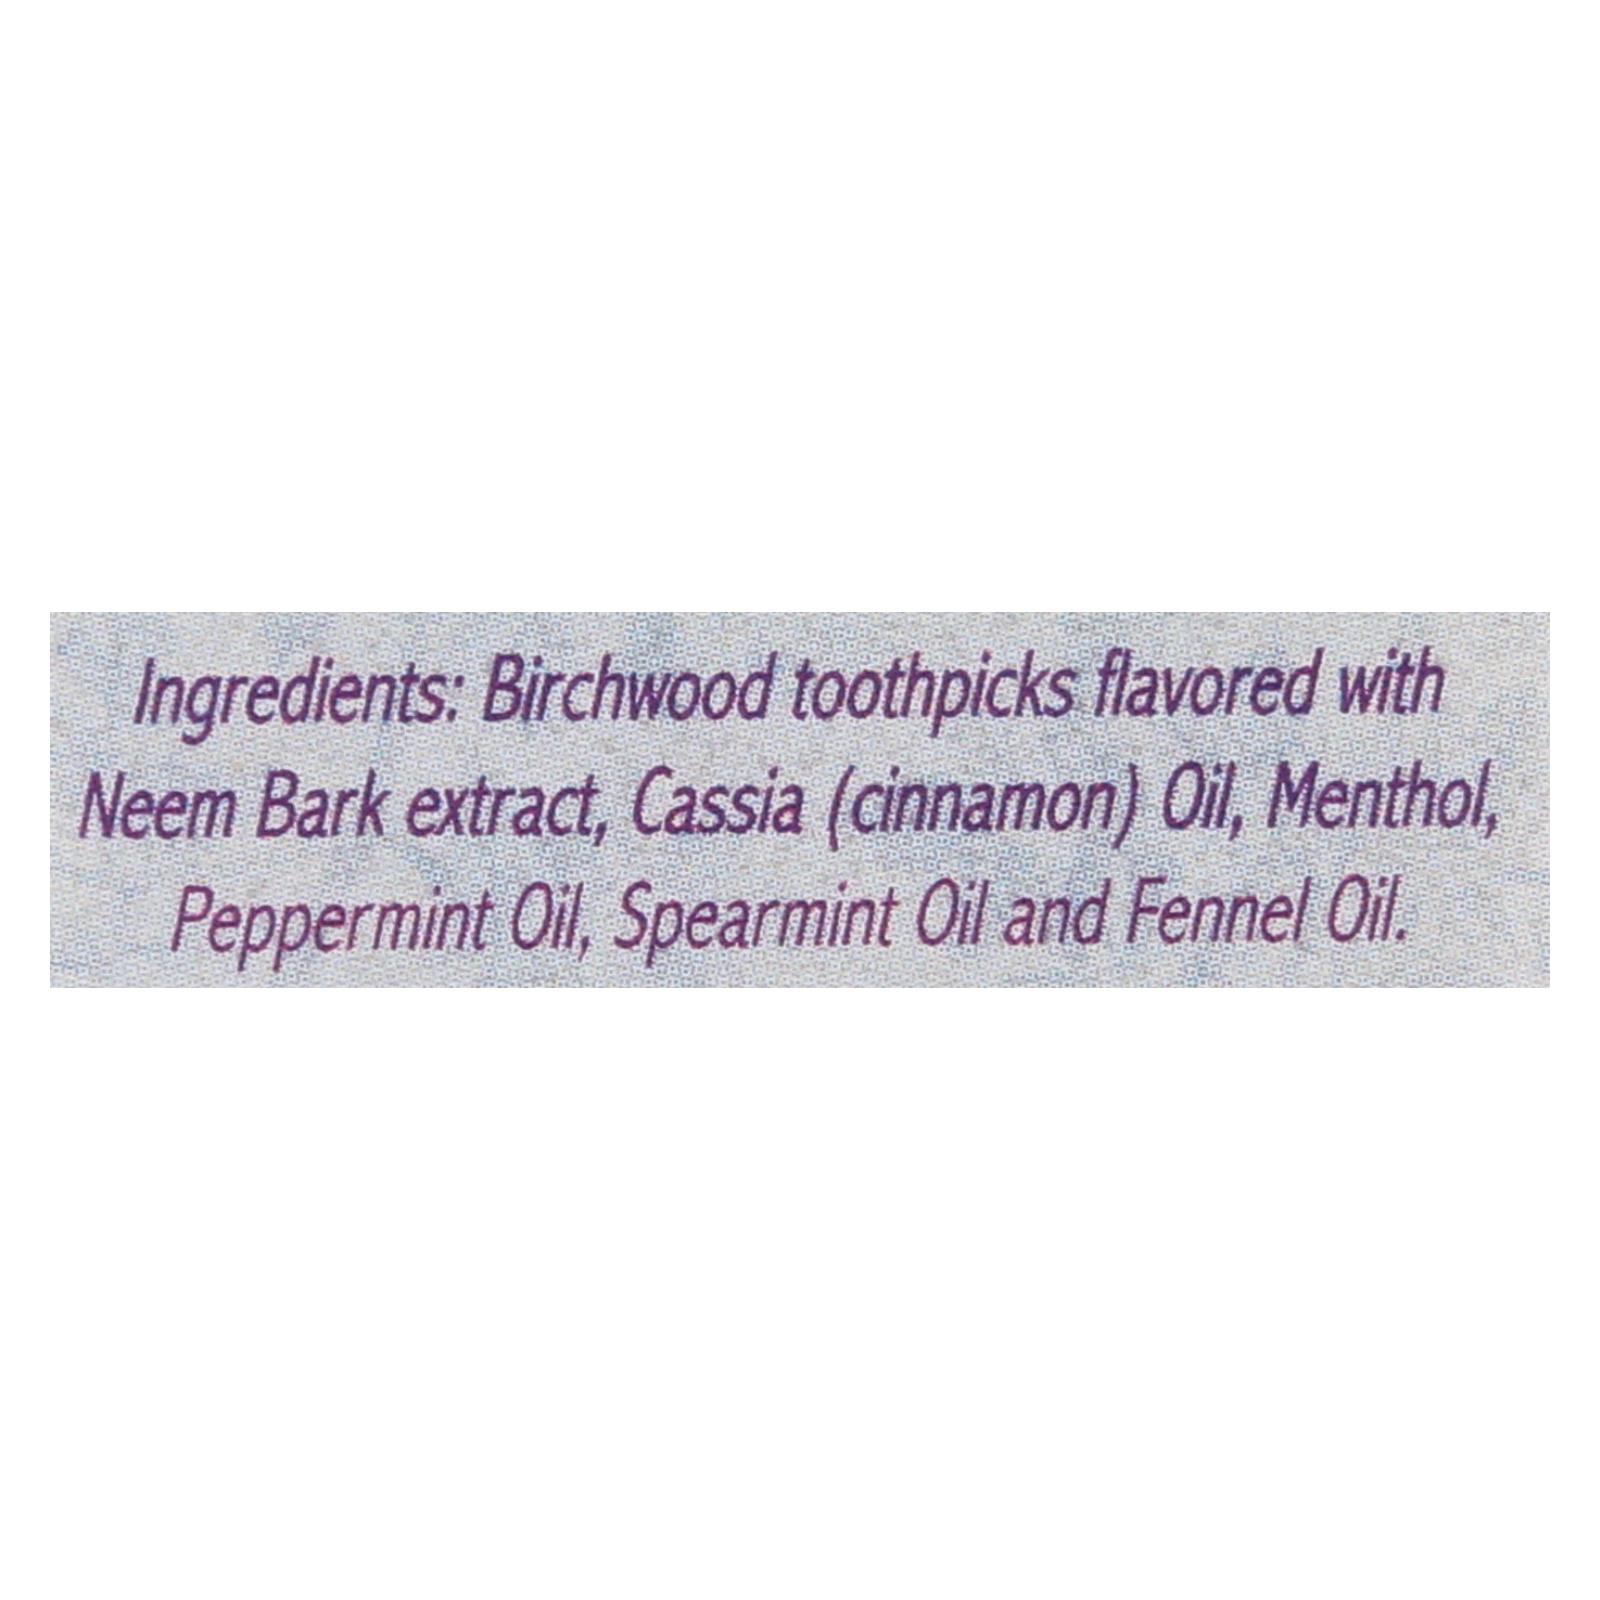 Ingredients: Birchwood toothpicks flavored with
Neem Bark extract, Cassia (cinnamon) Oil, Menthol,
Peppermint Oil, Spearmint Oil and Fennel Oil.